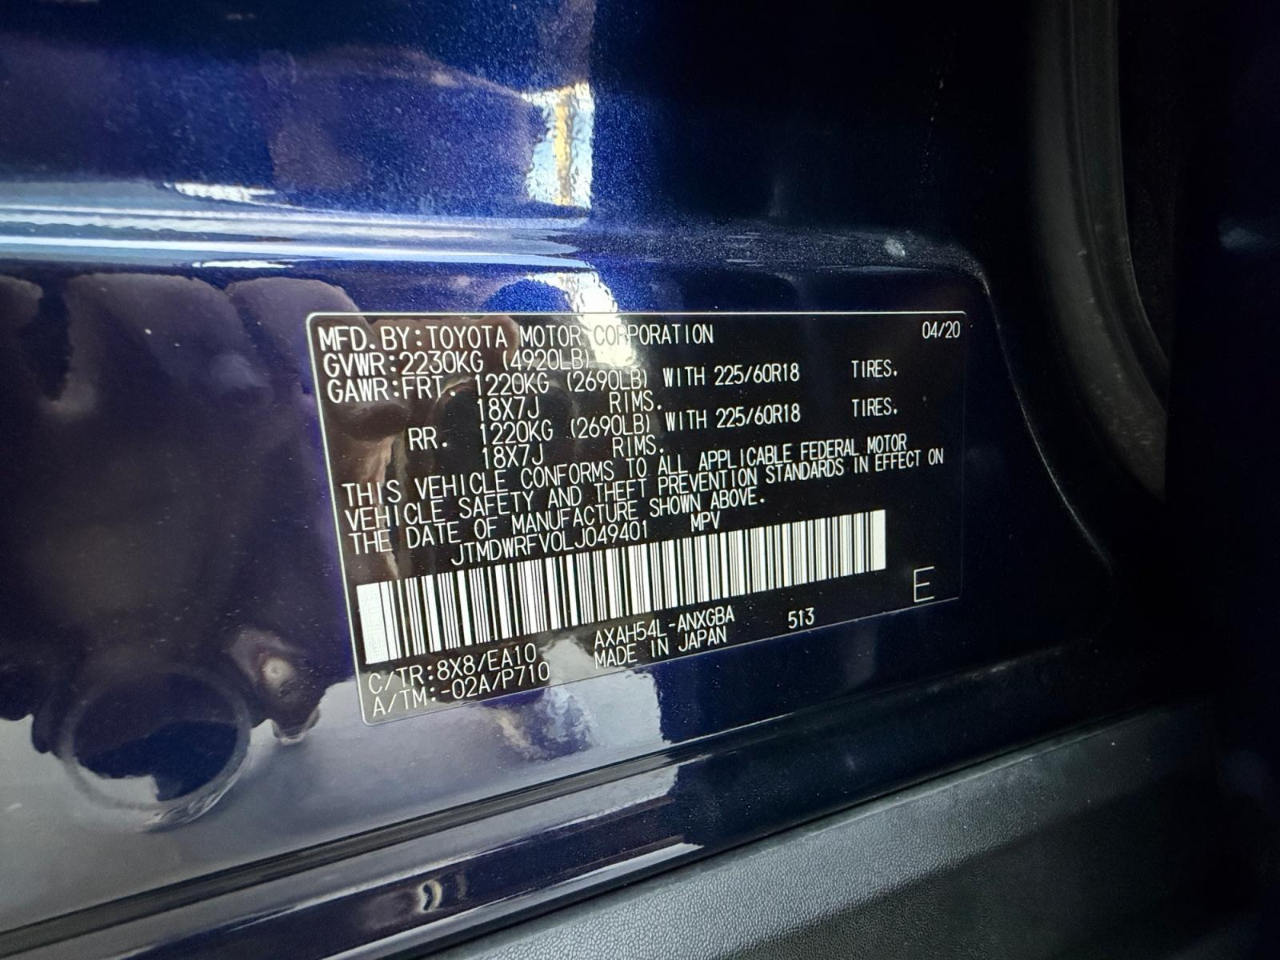 MFD. BY: TOYOTA MOTOR CORPORATION 04/20
GVWR: 2230KG (4920LB)
GAWR: FRT. 1220KG (2690LB) WITH 225/60R18 TIRES.
18X7J RIMS.
RR. 1220KG (2690LB) WITH 225/60R18 TIRES.
18X7J RIMS.
THIS VEHICLE CONFORMS TO ALL APPLICABLE FEDERAL MOTOR
VEHICLE SAFETY AND THEFT PREVENTION STANDARDS IN EFFECT ON
THE DATE OF MANUFACTURE SHOWN ABOVE.
JTMDWRFV0LJ049401 MPV
E
C/TR: 8X8/EA10 AXAH54L-ANXGBA 513
A/TM: -02A/P710 MADE IN JAPAN